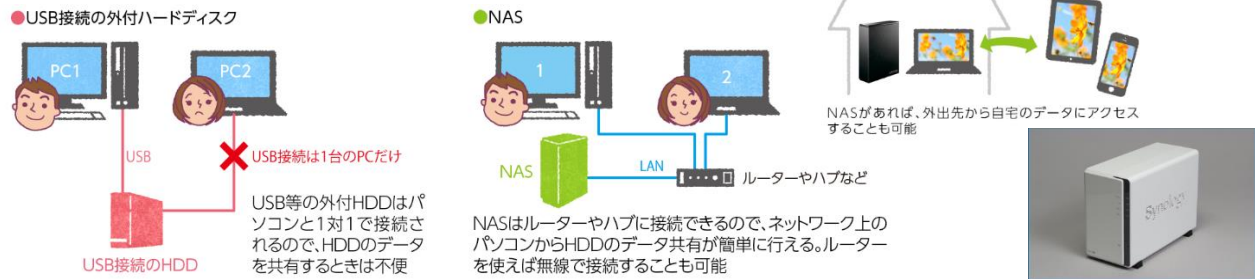 ●USB接続の外付ハードディスク
PC1
PC2
USB
USB接続は1台のPCだけ
USB等の外付HDDはパ
ソコンと1対1で接続さ
れるので、HDDのデータ
を共有するときは不便
USB接続のHDD
●NAS
1
2
NAS
LAN
ルーターやハブなど
NASはルーターやハブに接続できるので、ネットワーク上の
パソコンからHDDのデータ共有が簡単に行える。ルーター
を使えば無線で接続することも可能
NASがあれば、外出先から自宅のデータにアクセス
することも可能
Synology